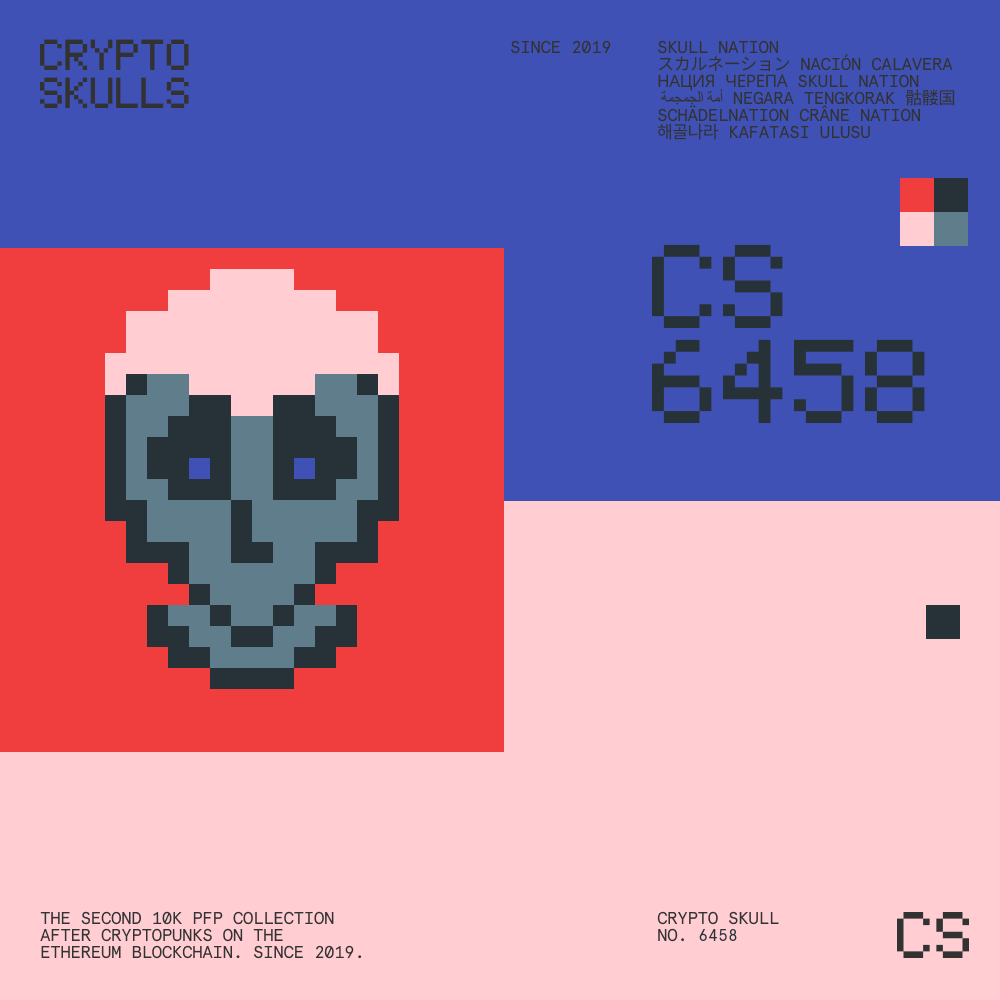 CRYPTO
SKULLS
SINCE 2019
SKULL NATION
スカルネーション NACIÓN CALAVERA
НАЦИЯ ЧЕРЕПА SKULL NATION
أمة الجمجمة NEGARA TENGKORAK 骷髅国
SCHÄDELNATION CRÂNE NATION
해골나라 KAFATASI ULUSU
CS
6458
THE SECOND 10K PFP COLLECTION
AFTER CRYPTOPUNKS ON THE
ETHEREUM BLOCKCHAIN. SINCE 2019.
CRYPTO SKULL
NO. 6458
CS